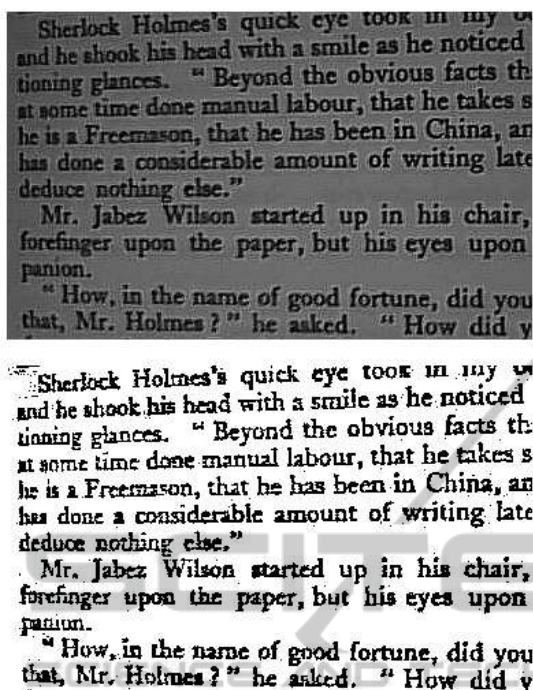 Sherlock Holmes's quick eye took in my
and he shook his head with a smile as he noticed
tioning glances. " Beyond the obvious facts th
at some time done manual labour, that he takes s
he is a Freemason, that he has been in China, an
has done a considerable amount of writing late
deduce nothing else."
Mr. Jabez Wilson started up in his chair,
forefinger upon the paper, but his eyes upon
panion.
" How, in the name of good fortune, did you
that, Mr. Holmes ? " he asked. " How did y
Sherlock Holmes's quick eye took in my
and he shook his head with a smile as he noticed
tioning glances. " Beyond the obvious facts th
at some time done manual labour, that he takes s
he is a Freemason, that he has been in China, an
has done a considerable amount of writing late
deduce nothing else."
Mr. Jabez Wilson started up in his chair,
forefinger upon the paper, but his eyes upon
panion.
" How, in the name of good fortune, did you
that, Mr. Holmes ? " he asked. " How did y